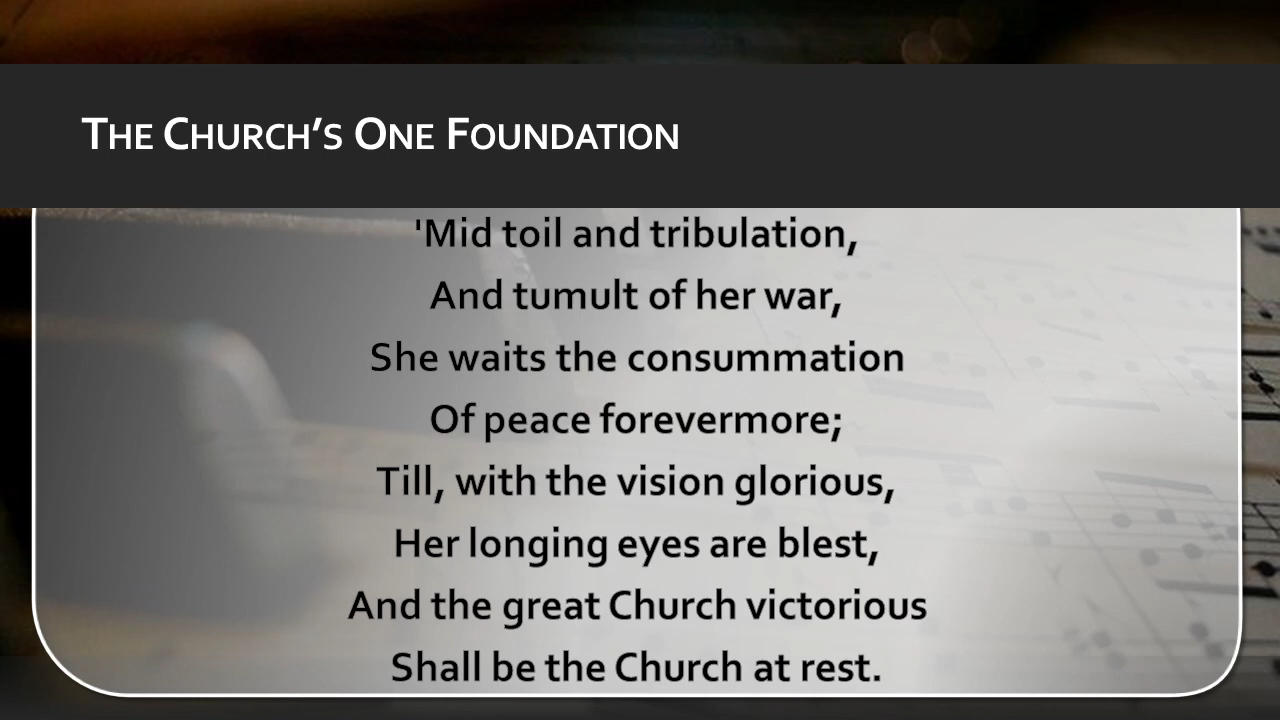 The Church’s One Foundation
'Mid toil and tribulation,
And tumult of her war,
She waits the consummation
Of peace forevermore;
Till, with the vision glorious,
Her longing eyes are blest,
And the great Church victorious
Shall be the Church at rest.